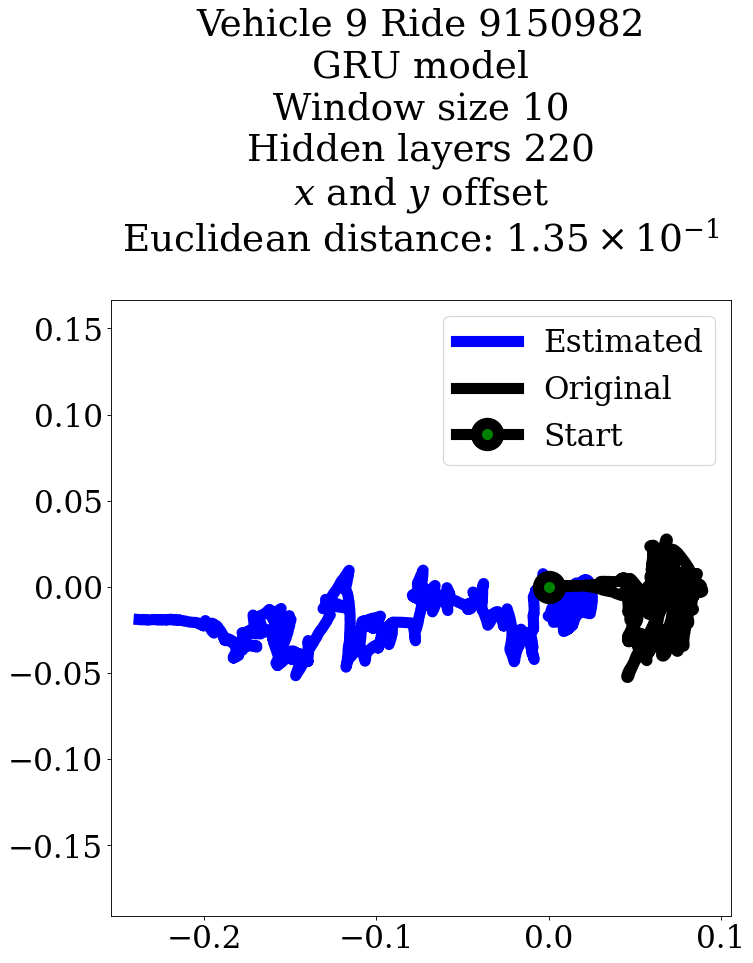 Vehicle 9 Ride 9150982
GRU model
Window size 10
Hidden layers 220
x and y offset
Euclidean distance: 1.35 × 10⁻¹
Estimated
Original
Start
0.15
0.10
0.05
0.00
−0.05
−0.10
−0.15
−0.2
−0.1
0.0
0.1